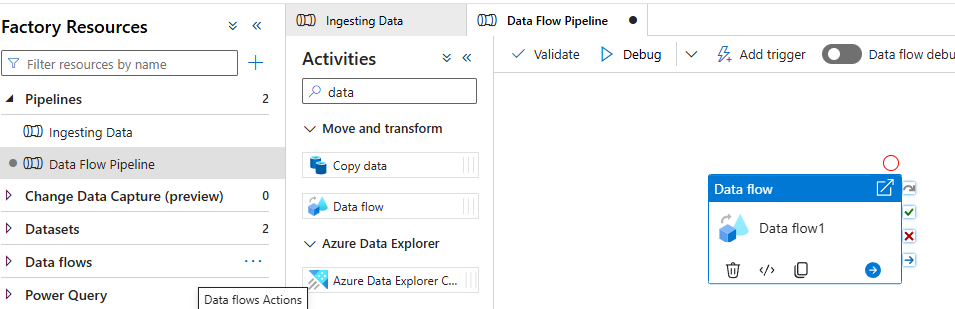 Factory Resources
Filter resources by name
Pipelines 2
Ingesting Data
Data Flow Pipeline
Change Data Capture (preview) 0
Datasets 2
Data flows ...
Power Query
Data flows Actions
Ingesting Data
Data Flow Pipeline
Activities
data
Move and transform
Copy data
Data flow
Azure Data Explorer
Azure Data Explorer C...
Validate Debug Add trigger Data flow debu
Data flow
Data flow1